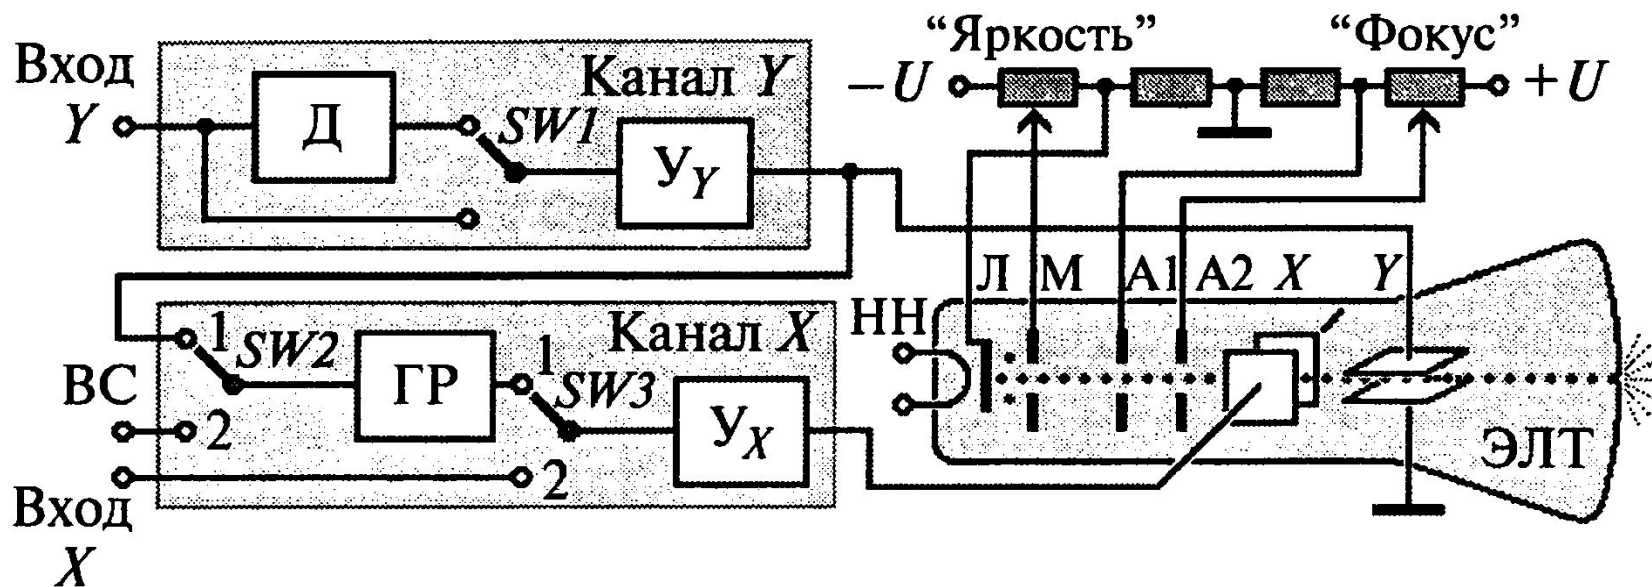 “Яркость”
“Фокус”
Вход
Y
Канал Y
−U
+U
Д
SW1
У_Y
Л
М
А1
А2
X
Y
НН
Канал X
1
SW2
ГР
1
SW3
ВС
2
У_X
2
ЭЛТ
Вход
X